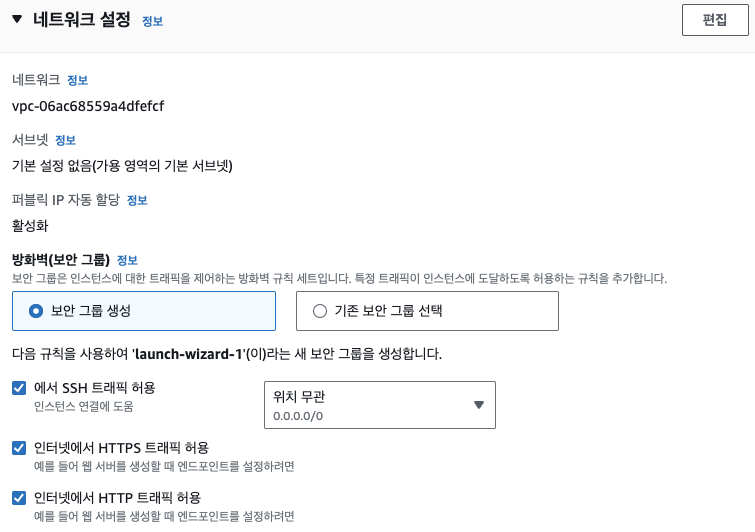 네트워크 설정 정보
편집
네트워크 정보
vpc-06ac68559a4dfefcf
서브넷 정보
기본 설정 없음(가용 영역의 기본 서브넷)
퍼블릭 IP 자동 할당 정보
활성화
방화벽(보안 그룹) 정보
보안 그룹은 인스턴스에 대한 트래픽을 제어하는 방화벽 규칙 세트입니다. 특정 트래픽이 인스턴스에 도달하도록 허용하는 규칙을 추가합니다.
보안 그룹 생성
기존 보안 그룹 선택
다음 규칙을 사용하여 'launch-wizard-1'(이)라는 새 보안 그룹을 생성합니다.
에서 SSH 트래픽 허용
인스턴스 연결에 도움
위치 무관
0.0.0.0/0
인터넷에서 HTTPS 트래픽 허용
예를 들어 웹 서버를 생성할 때 엔드포인트를 설정하려면
인터넷에서 HTTP 트래픽 허용
예를 들어 웹 서버를 생성할 때 엔드포인트를 설정하려면